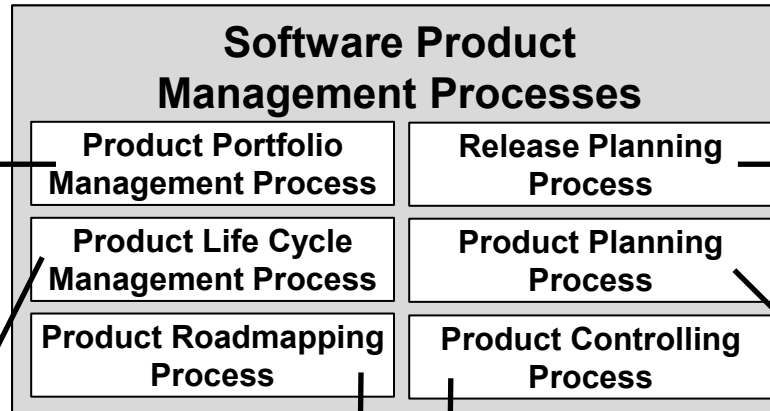 Software Product
Management Processes
Product Portfolio
Management Process
Release Planning
Process
Product Life Cycle
Management Process
Product Planning
Process
Product Roadmapping
Process
Product Controlling
Process